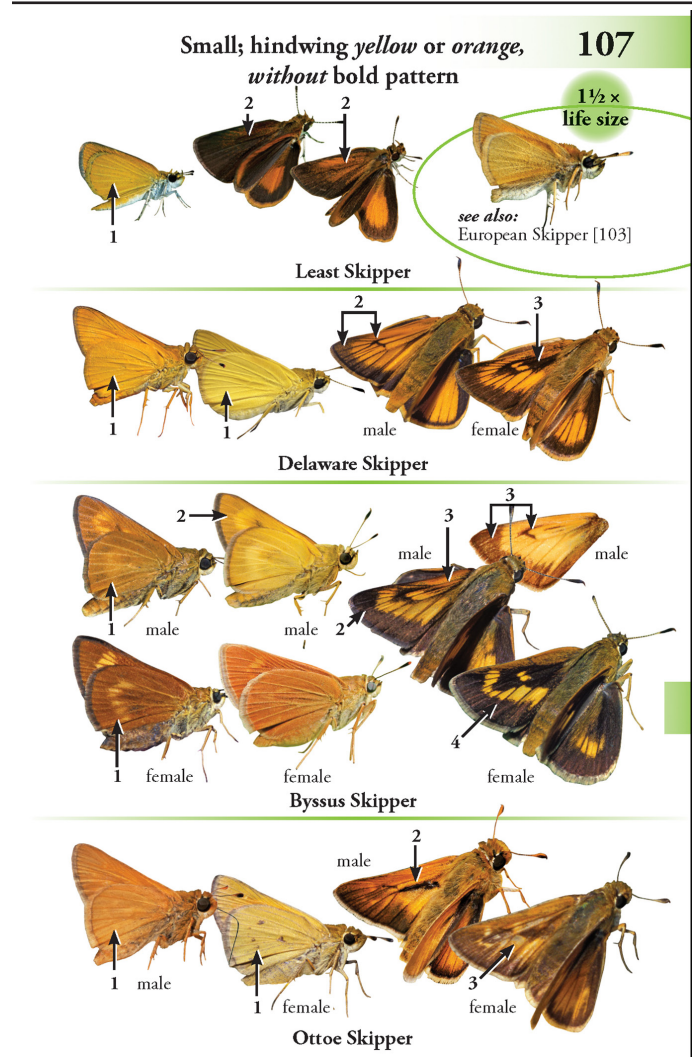 Small; hindwing yellow or orange,
without bold pattern
107
1½ ×
life size
2
2
1
see also:
European Skipper [103]
Least Skipper
2
3
1
1
male
female
Delaware Skipper
2
3
3
male
male
1
male
male
2
1
female
female
4
female
Byssus Skipper
male
2
1
male
1
female
3
female
Ottoe Skipper